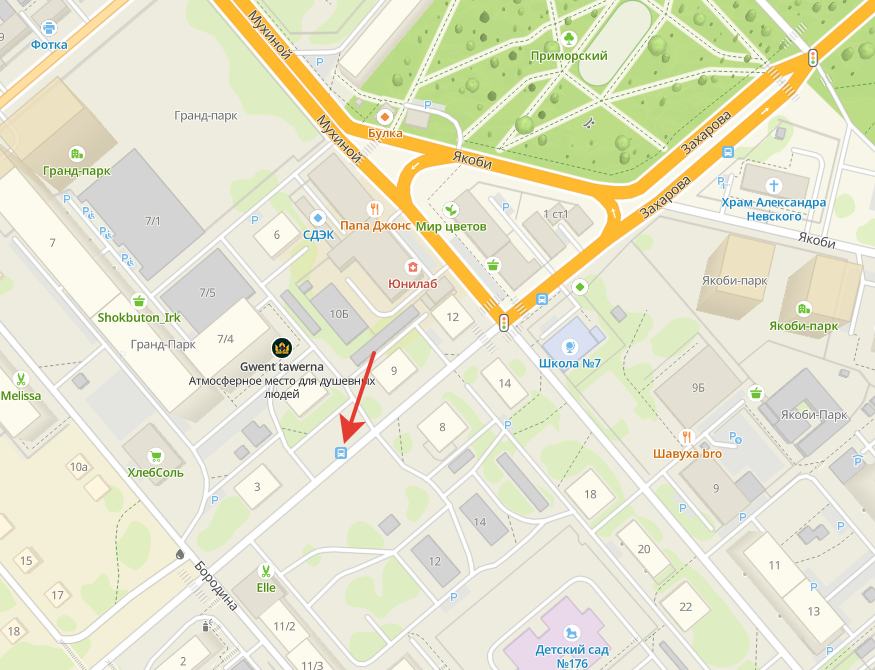 Мухиной
Фотка
9
Приморский
Гранд-парк
Булка
Мухиной
Якоби
Захарова
Гранд-парк
Захарова
Храм Александра
Невского
7/1
1 ст1
СДЭК
Папа Джонс
Мир цветов
6
7
Якоби
Юнилаб
Якоби-парк
7/5
Shokbuton_Irk
10Б
12
Якоби-парк
Гранд-Парк
7/4
Школа №7
Gwent tawerna
Атмосферное место для душевных
людей
9
14
9Б
Melissa
Якоби-Парк
8
Шавуха bro
10а
ХлебСоль
3
18
9
14
15
12
20
11
Бородина
Elle
17
22
13
18
11/2
2
11/3
Детский сад
№176